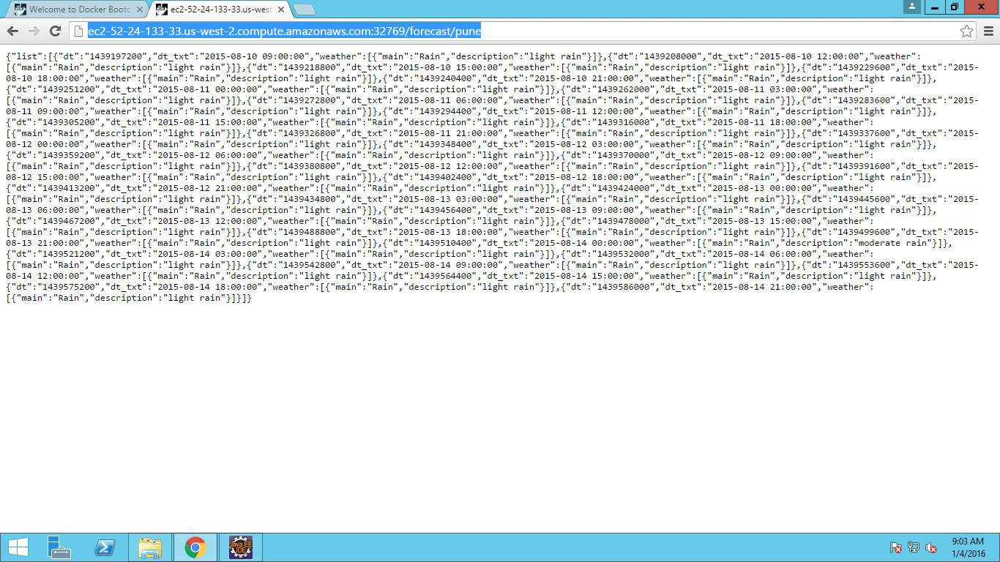 Welcome to Docker Bootc
ec2-52-24-133-33.us-west
ec2-52-24-133-33.us-west-2.compute.amazonaws.com:32769/forecast/pune
{"list":[{"dt":"1439197200","dt_txt":"2015-08-10 09:00:00","weather":[{"main":"Rain","description":"light rain"}]},{"dt":"1439208000","dt_txt":"2015-08-10 12:00:00","weather":
[{"main":"Rain","description":"light rain"}]},{"dt":"1439218800","dt_txt":"2015-08-10 15:00:00","weather":[{"main":"Rain","description":"light rain"}]},{"dt":"1439229600","dt_txt":"2015-
08-10 18:00:00","weather":[{"main":"Rain","description":"light rain"}]},{"dt":"1439240400","dt_txt":"2015-08-10 21:00:00","weather":[{"main":"Rain","description":"light rain"}]},
{"dt":"1439251200","dt_txt":"2015-08-11 00:00:00","weather":[{"main":"Rain","description":"light rain"}]},{"dt":"1439262000","dt_txt":"2015-08-11 03:00:00","weather":
[{"main":"Rain","description":"light rain"}]},{"dt":"1439272800","dt_txt":"2015-08-11 06:00:00","weather":[{"main":"Rain","description":"light rain"}]},{"dt":"1439283600","dt_txt":"2015-
08-11 09:00:00","weather":[{"main":"Rain","description":"light rain"}]},{"dt":"1439294400","dt_txt":"2015-08-11 12:00:00","weather":[{"main":"Rain","description":"light rain"}]},
{"dt":"1439305200","dt_txt":"2015-08-11 15:00:00","weather":[{"main":"Rain","description":"light rain"}]},{"dt":"1439316000","dt_txt":"2015-08-11 18:00:00","weather":
[{"main":"Rain","description":"light rain"}]},{"dt":"1439326800","dt_txt":"2015-08-11 21:00:00","weather":[{"main":"Rain","description":"light rain"}]},{"dt":"1439337600","dt_txt":"2015-
08-12 00:00:00","weather":[{"main":"Rain","description":"light rain"}]},{"dt":"1439348400","dt_txt":"2015-08-12 03:00:00","weather":[{"main":"Rain","description":"light rain"}]},
{"dt":"1439359200","dt_txt":"2015-08-12 06:00:00","weather":[{"main":"Rain","description":"light rain"}]},{"dt":"1439370000","dt_txt":"2015-08-12 09:00:00","weather":
[{"main":"Rain","description":"light rain"}]},{"dt":"1439380800","dt_txt":"2015-08-12 12:00:00","weather":[{"main":"Rain","description":"light rain"}]},{"dt":"1439391600","dt_txt":"2015-
08-12 15:00:00","weather":[{"main":"Rain","description":"light rain"}]},{"dt":"1439402400","dt_txt":"2015-08-12 18:00:00","weather":[{"main":"Rain","description":"light rain"}]},
{"dt":"1439413200","dt_txt":"2015-08-12 21:00:00","weather":[{"main":"Rain","description":"light rain"}]},{"dt":"1439424000","dt_txt":"2015-08-13 00:00:00","weather":
[{"main":"Rain","description":"light rain"}]},{"dt":"1439434800","dt_txt":"2015-08-13 03:00:00","weather":[{"main":"Rain","description":"light rain"}]},{"dt":"1439445600","dt_txt":"2015-
08-13 06:00:00","weather":[{"main":"Rain","description":"light rain"}]},{"dt":"1439456400","dt_txt":"2015-08-13 09:00:00","weather":[{"main":"Rain","description":"light rain"}]},
{"dt":"1439467200","dt_txt":"2015-08-13 12:00:00","weather":[{"main":"Rain","description":"light rain"}]},{"dt":"1439478000","dt_txt":"2015-08-13 15:00:00","weather":
[{"main":"Rain","description":"light rain"}]},{"dt":"1439488800","dt_txt":"2015-08-13 18:00:00","weather":[{"main":"Rain","description":"light rain"}]},{"dt":"1439499600","dt_txt":"2015-
08-13 21:00:00","weather":[{"main":"Rain","description":"light rain"}]},{"dt":"1439510400","dt_txt":"2015-08-14 00:00:00","weather":[{"main":"Rain","description":"moderate rain"}]},
{"dt":"1439521200","dt_txt":"2015-08-14 03:00:00","weather":[{"main":"Rain","description":"light rain"}]},{"dt":"1439532000","dt_txt":"2015-08-14 06:00:00","weather":
[{"main":"Rain","description":"light rain"}]},{"dt":"1439542800","dt_txt":"2015-08-14 09:00:00","weather":[{"main":"Rain","description":"light rain"}]},{"dt":"1439553600","dt_txt":"2015-
08-14 12:00:00","weather":[{"main":"Rain","description":"light rain"}]},{"dt":"1439564400","dt_txt":"2015-08-14 15:00:00","weather":[{"main":"Rain","description":"light rain"}]},
{"dt":"1439575200","dt_txt":"2015-08-14 18:00:00","weather":[{"main":"Rain","description":"light rain"}]},{"dt":"1439586000","dt_txt":"2015-08-14 21:00:00","weather":
[{"main":"Rain","description":"light rain"}]}]}
Java EE
IDE
9:03 AM
1/4/2016